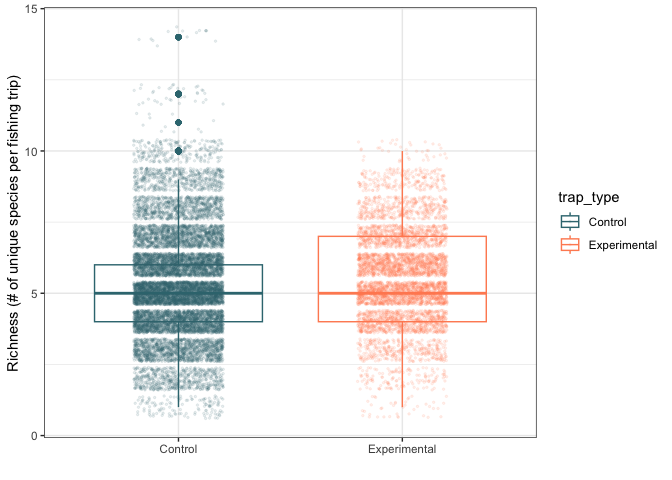 Richness (# of unique species per fishing trip)
15
10
5
0
Control
Experimental
trap_type
Control
Experimental